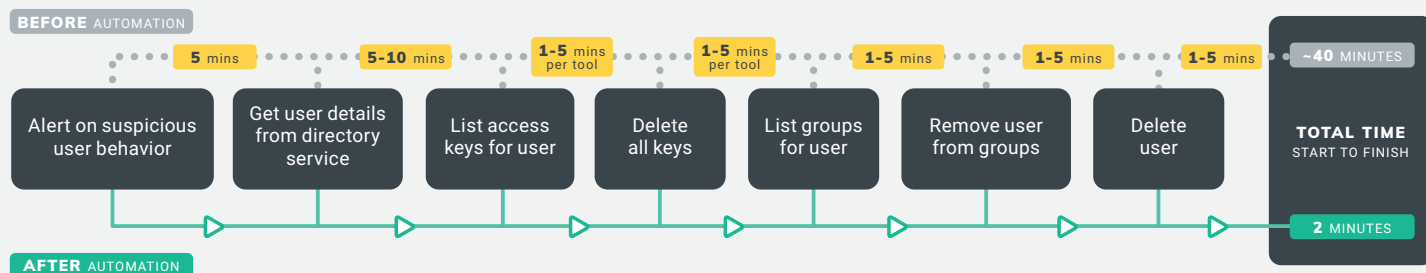 BEFORE AUTOMATION
5 mins
5-10 mins
1-5 mins
per tool
1-5 mins
per tool
1-5 mins
1-5 mins
1-5 mins
~40 MINUTES
Alert on suspicious
user behavior
Get user details
from directory
service
List access
keys for user
Delete
all keys
List groups
for user
Remove user
from groups
Delete
user
TOTAL TIME
START TO FINISH
2 MINUTES
AFTER AUTOMATION